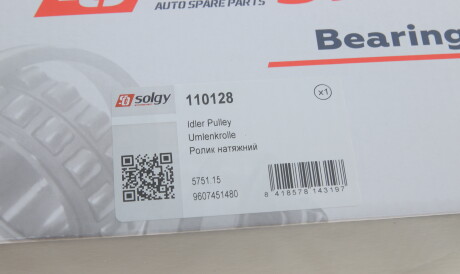 AUTO SPARE PARTS
Bearing
solgy
110128
x1
Idler Pulley
Umlenkrolle
Ролик натяжний
5751.15
9607451480
8 418578 143197